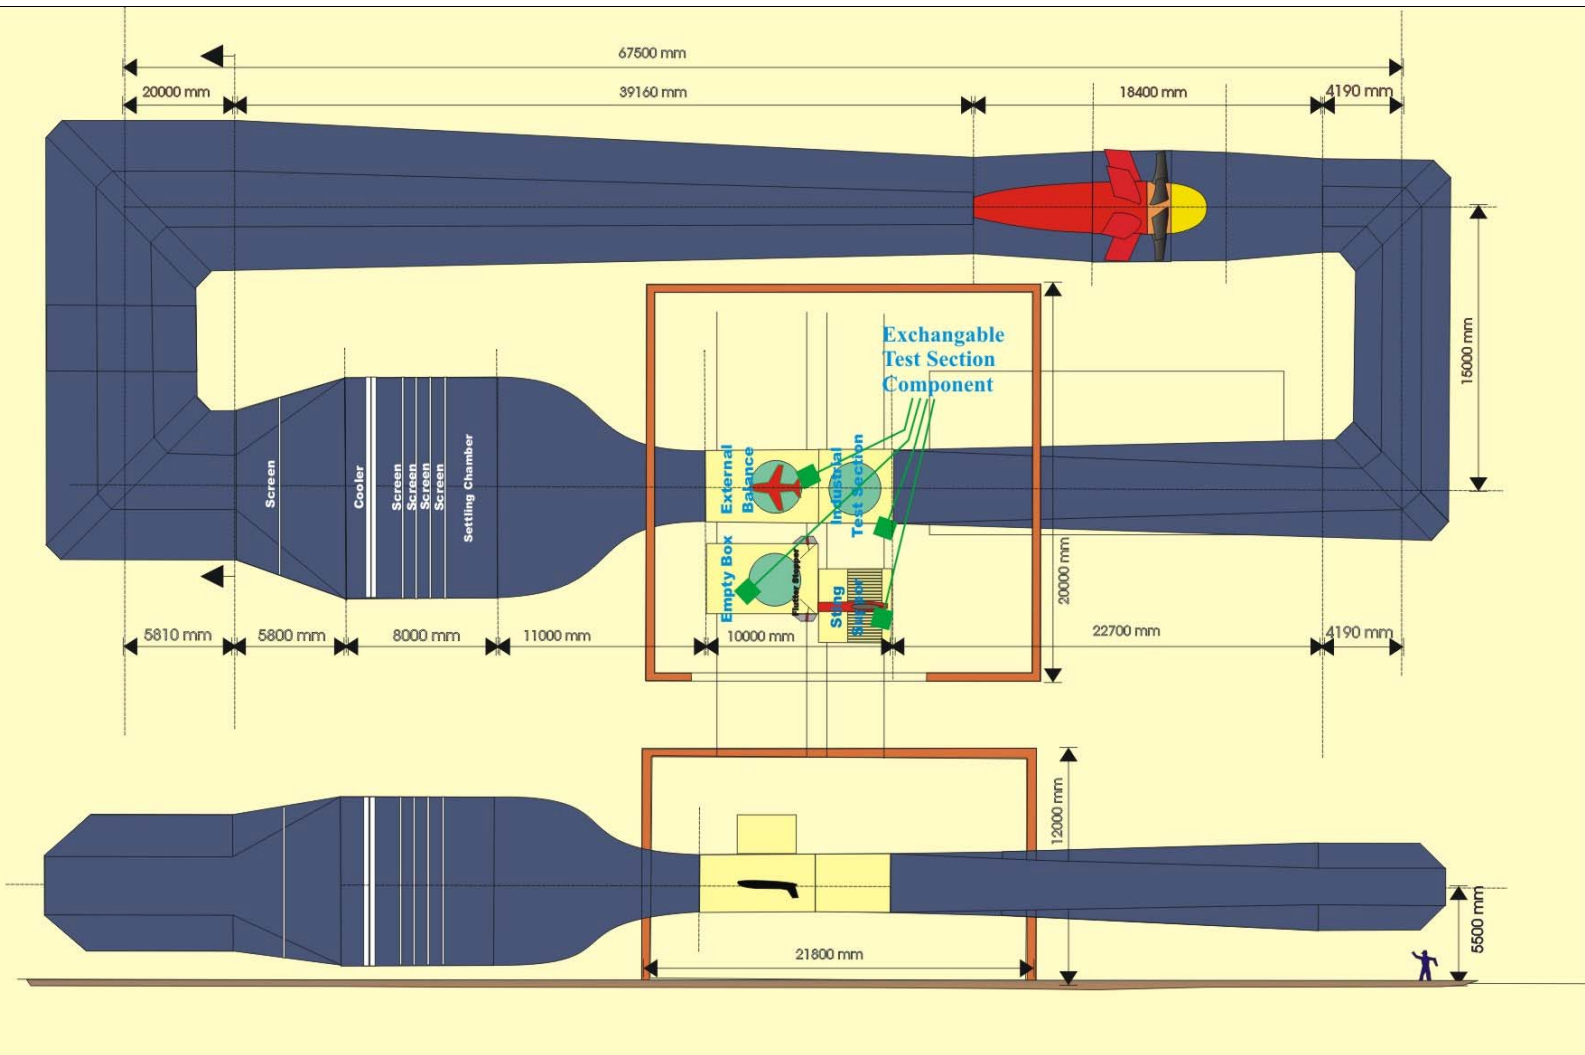 67500 mm
20000 mm
39160 mm
18400 mm
4190 mm
15000 mm
Exchangable
Test Section
Component
Screen
Cooler
Screen
Screen
Screen
Screen
Settling Chamber
External
Balance
Industrial
Test Section
Empty Box
Flutter Stopper
Sting
20000 mm
5810 mm
5800 mm
8000 mm
11000 mm
10000 mm
22700 mm
4190 mm
12000 mm
21800 mm
5500 mm